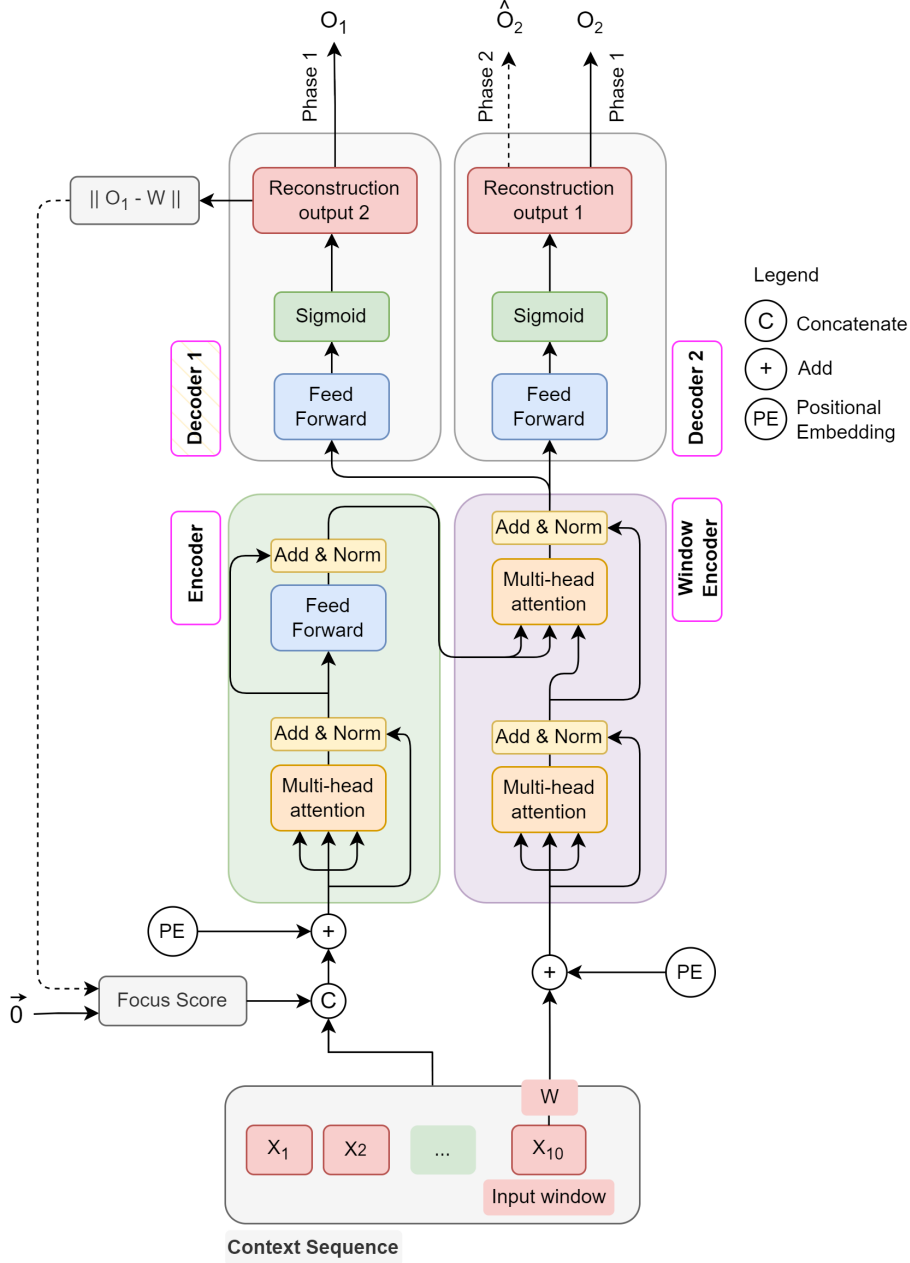 O₁
Ô₂
O₂
Phase 1
Phase 2
Phase 1
|| O₁ - W ||
Reconstruction
output 2
Reconstruction
output 1
Sigmoid
Sigmoid
Feed
Forward
Feed
Forward
Decoder 1
Decoder 2
Legend
C
Concatenate
+
Add
PE
Positional
Embedding
Encoder
Add & Norm
Feed
Forward
Add & Norm
Multi-head
attention
Window
Encoder
Add & Norm
Multi-head
attention
Add & Norm
Multi-head
attention
PE
+
+
PE
0⃗
Focus Score
C
W
X₁
X2
...
X₁₀
Input window
Context Sequence